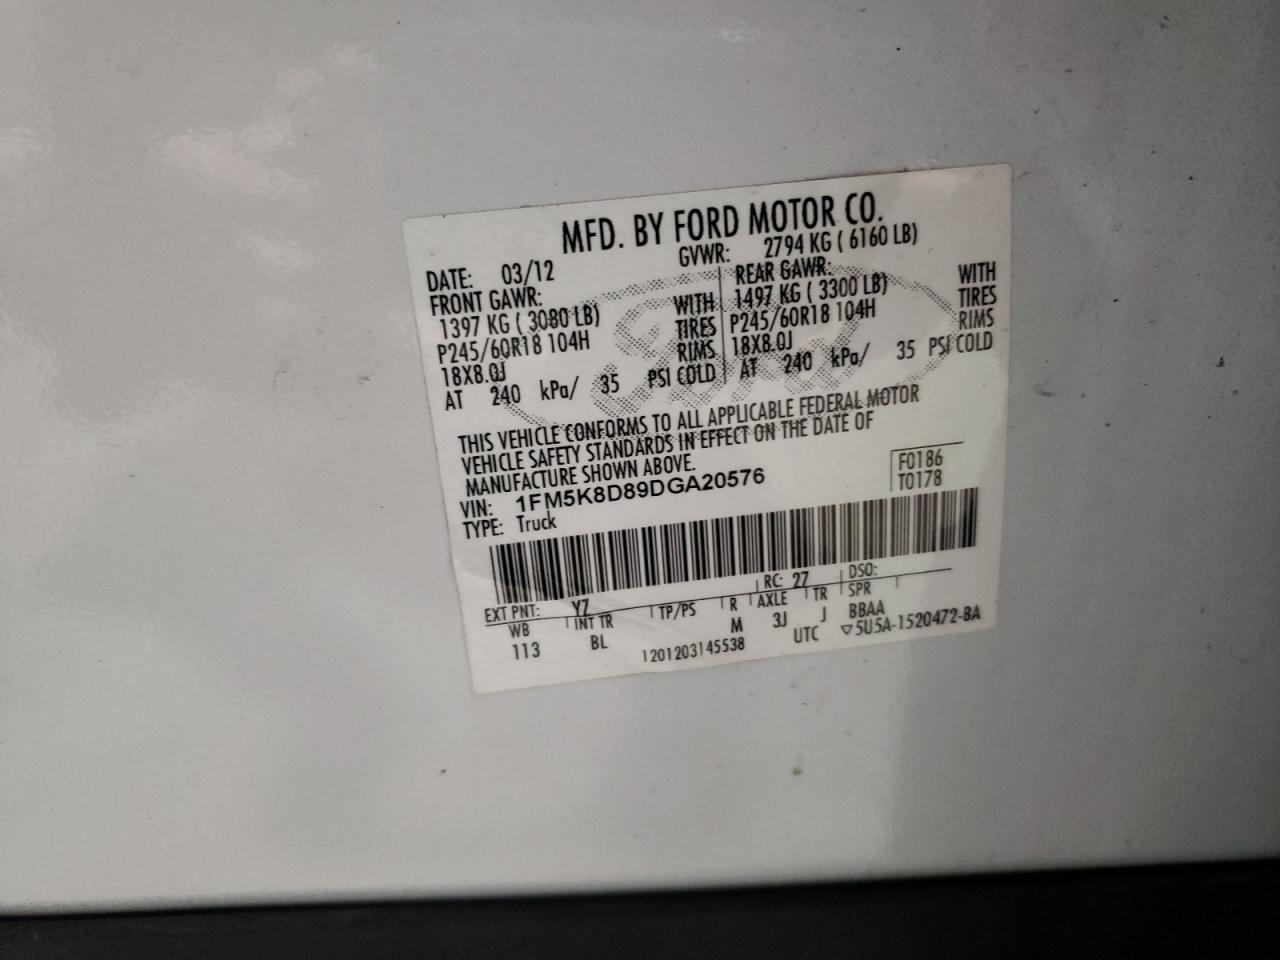 MFD. BY FORD MOTOR CO.
DATE: 03/12 GVWR: 2794 KG ( 6160 LB)
FRONT GAWR: REAR GAWR:
1397 KG ( 3080 LB) WITH 1497 KG ( 3300 LB) WITH
P245/60R18 104H TIRES P245/60R18 104H TIRES
18X8.0J RIMS 18X8.0J RIMS
AT 240 kPa/ 35 PSI COLD AT 240 kPa/ 35 PSI COLD
THIS VEHICLE CONFORMS TO ALL APPLICABLE FEDERAL MOTOR
VEHICLE SAFETY STANDARDS IN EFFECT ON THE DATE OF
MANUFACTURE SHOWN ABOVE.
VIN: 1FM5K8D89DGA20576 F0186
TYPE: Truck T0178
EXT PNT: YZ RC: 27 DSO:
WB INT TR TP/PS R AXLE TR SPR
113 BL M 3J J BBAA
1201203145538 UTC ▽5U5A-1520472-BA